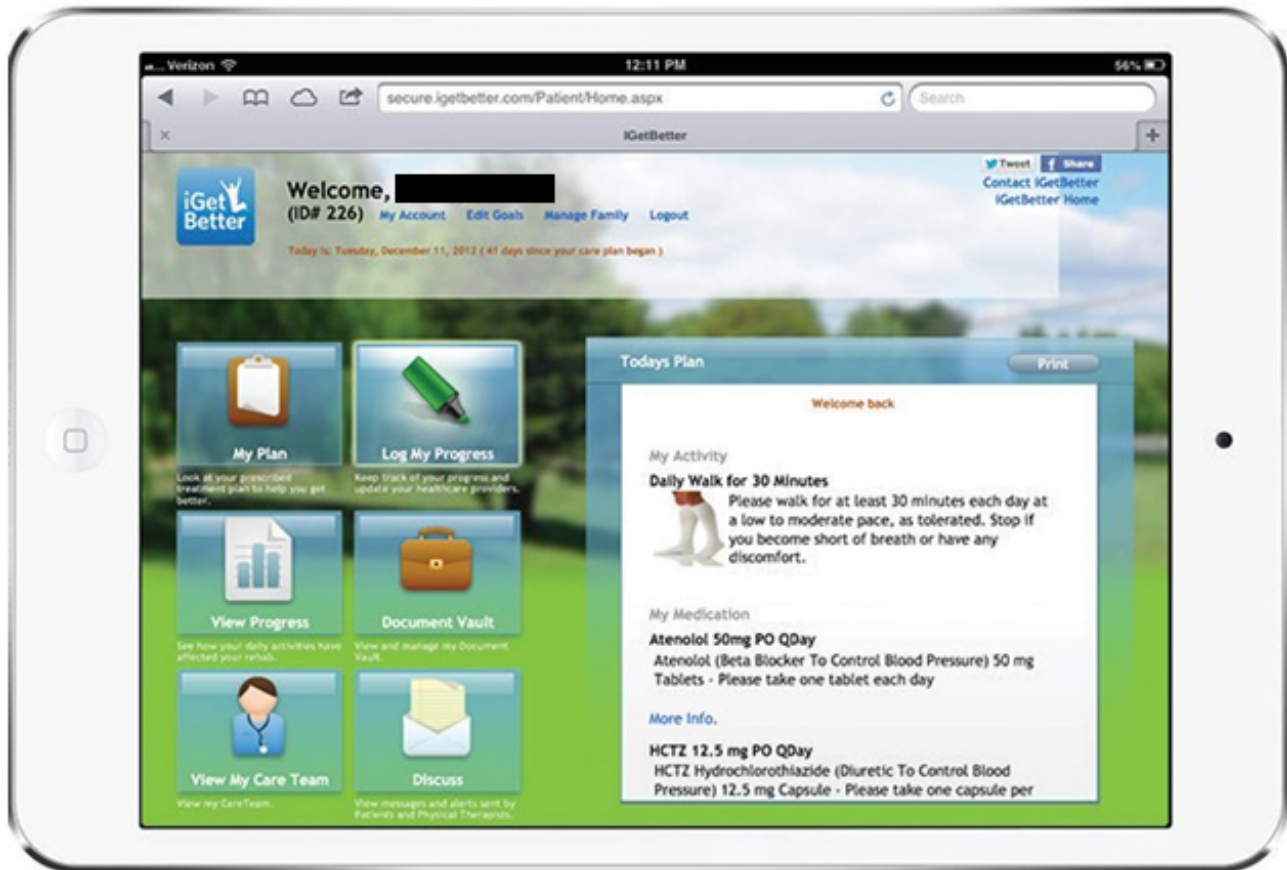 Verizon
12:11 PM
56%
secure.igetbetter.com/Patient/Home.aspx
Search
IGetBetter
iGet
Better
Welcome,
(ID# 226) My Account Edit Goals Manage Family Logout
Today is: Tuesday, December 11, 2012 ( 41 days since your care plan began )
Tweet
f Share
Contact iGetBetter
iGetBetter Home
My Plan
Look at your prescribed
treatment plan to help you get
better.
Log My Progress
Keep track of your progress and
update your healthcare providers.
View Progress
See how your daily activities have
affected your rehab.
Document Vault
View and manage my Document
Vault.
View My Care Team
View my CareTeam.
Discuss
View messages and alerts sent by
Patients and Physical Therapists.
Todays Plan
Print
Welcome back
My Activity
Daily Walk for 30 Minutes
Please walk for at least 30 minutes each day at
a low to moderate pace, as tolerated. Stop if
you become short of breath or have any
discomfort.
My Medication
Atenolol 50mg PO QDay
Atenolol (Beta Blocker To Control Blood Pressure) 50 mg
Tablets - Please take one tablet each day
More Info.
HCTZ 12.5 mg PO QDay
HCTZ Hydrochlorothiazide (Diuretic To Control Blood
Pressure) 12.5 mg Capsule - Please take one capsule per